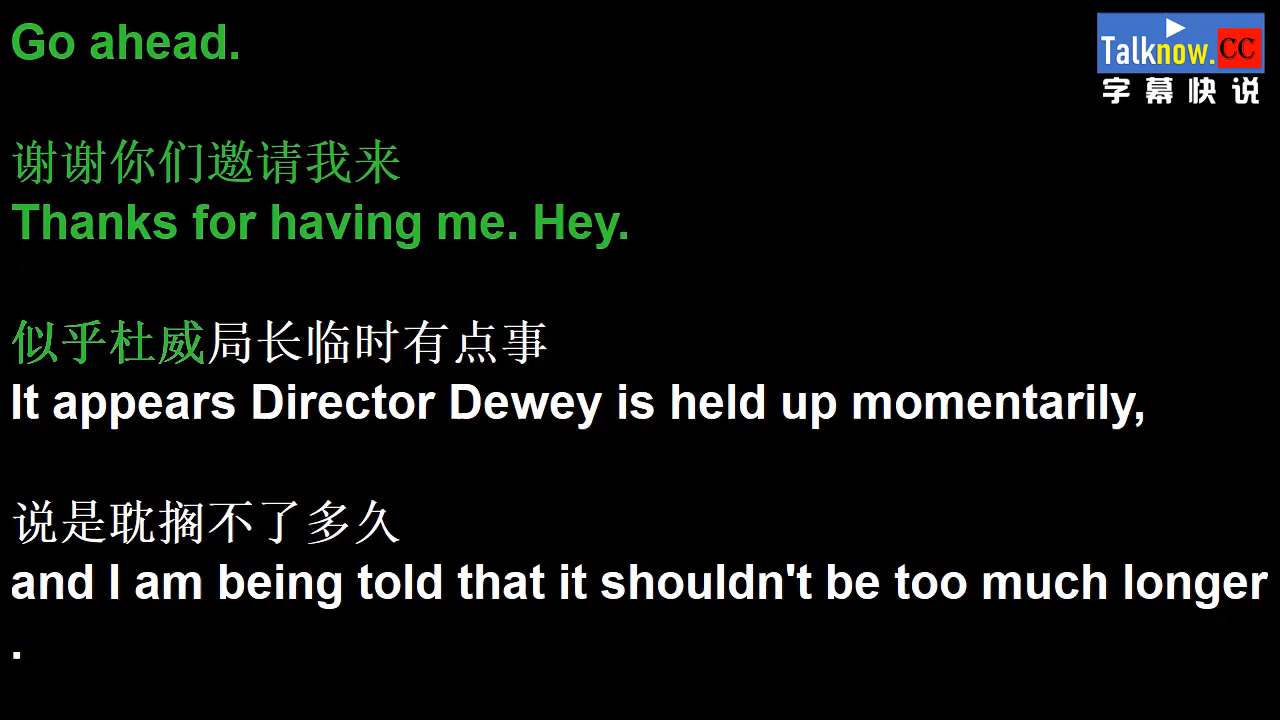 Go ahead.
Talknow.CC
字幕快说
谢谢你们邀请我来
Thanks for having me. Hey.
似乎杜威局长临时有点事
It appears Director Dewey is held up momentarily,
说是耽搁不了多久
and I am being told that it shouldn't be too much longer
.